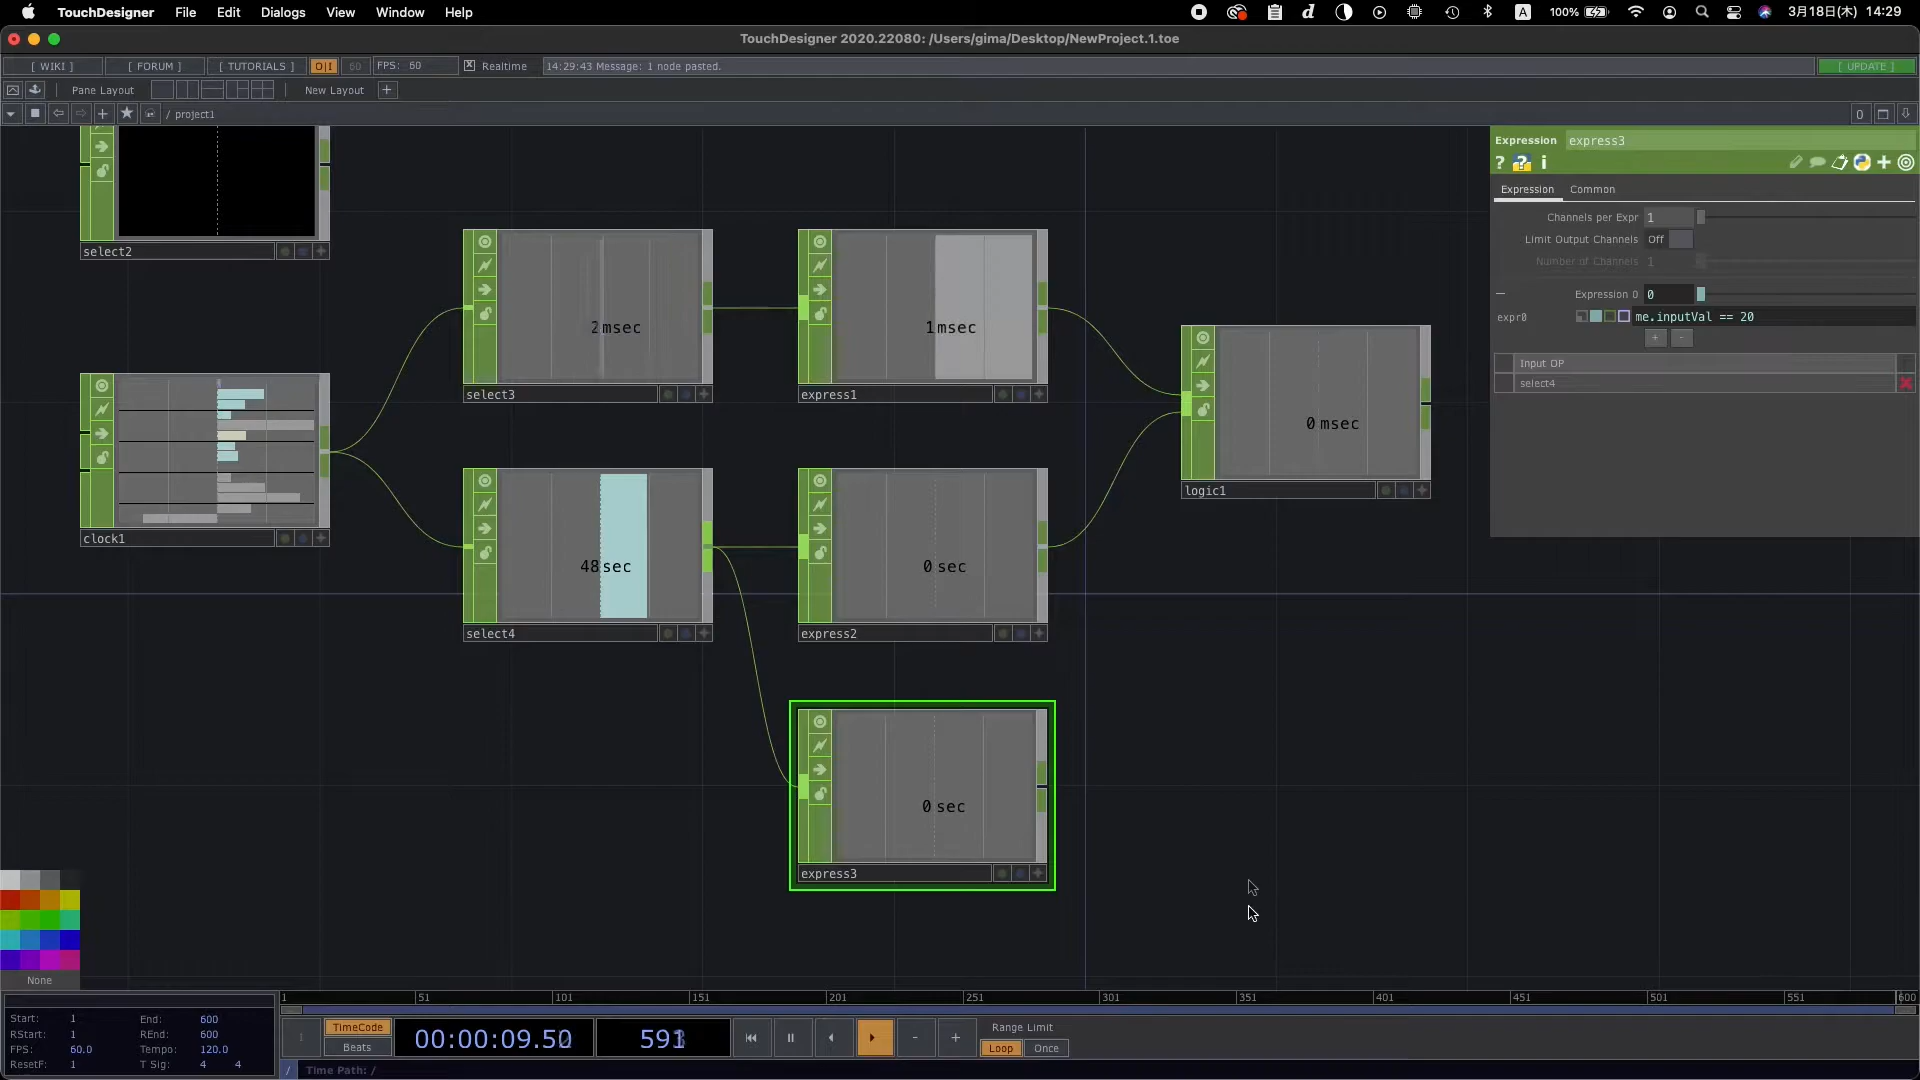 TouchDesigner File Edit Dialogs View Window Help
A 100% 3月18日(木) 14:29
TouchDesigner 2020.22080: /Users/gima/Desktop/NewProject.1.toe
[ WIKI ] [ FORUM ] [ TUTORIALS ] O|I 60 FPS: 60 Realtime 14:29:43 Message: 1 node pasted. [ UPDATE ]
Pane Layout New Layout +
/ project1 0
Expression express3
? ? i
Expression Common
Channels per Expr 1
Limit Output Channels Off
Number of Channels 1
Expression 0 0
expr0 me.inputVal == 20
+ -
Input OP
select4
select2
2 msec
select3
1 msec
express1
clock1
0 msec
logic1
48 sec
select4
0 sec
express2
0 sec
express3
None
1 51 101 151 201 251 301 351 401 451 501 551 600
Start: 1 End: 600
RStart: 1 REnd: 600
FPS: 60.0 Tempo: 120.0
ResetF: 1 T Sig: 4 4
1
TimeCode
Beats
00:00:09.50
- +
Range Limit
Loop Once
/ Time Path: /